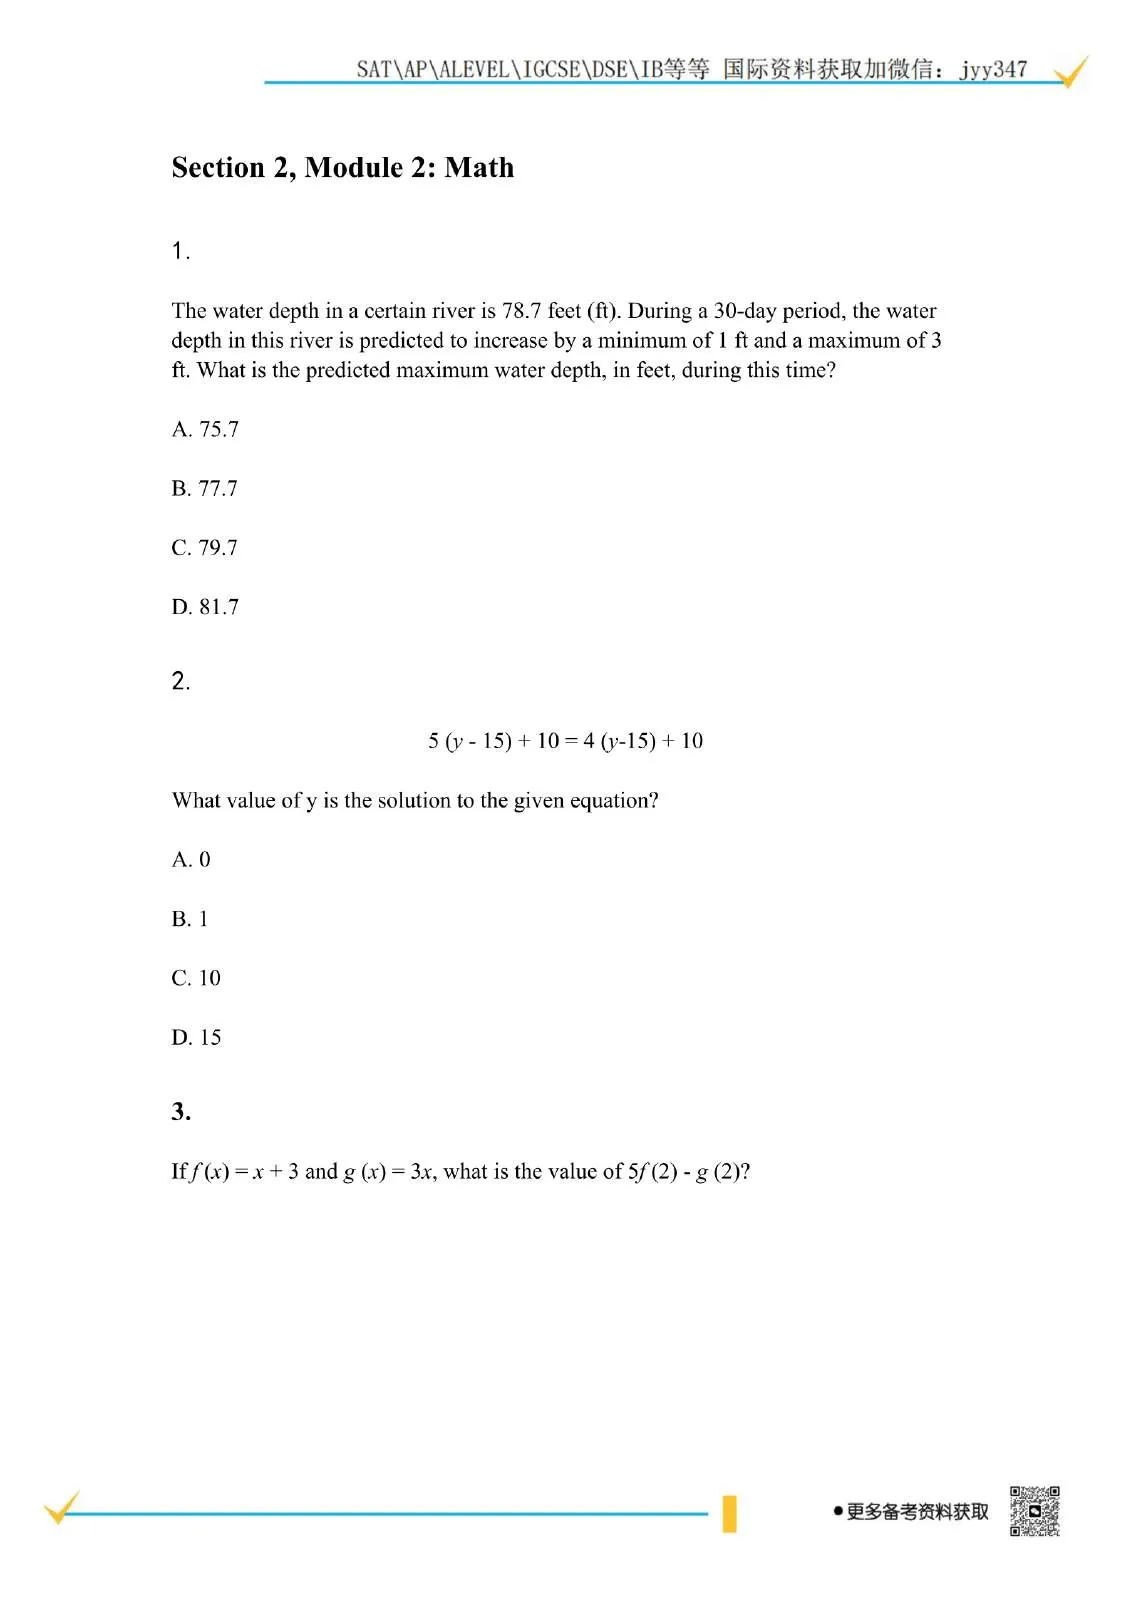 SAT\AP\ALEVEL\IGCSE\DSE\IB等等 国际资料获取加微信：jyy347
Section 2, Module 2: Math
1.
The water depth in a certain river is 78.7 feet (ft). During a 30-day period, the water
depth in this river is predicted to increase by a minimum of 1 ft and a maximum of 3
ft. What is the predicted maximum water depth, in feet, during this time?
A. 75.7
B. 77.7
C. 79.7
D. 81.7
2.
5 (y - 15) + 10 = 4 (y-15) + 10
What value of y is the solution to the given equation?
A. 0
B. 1
C. 10
D. 15
3.
If f (x) = x + 3 and g (x) = 3x, what is the value of 5f (2) - g (2)?
●更多备考资料获取